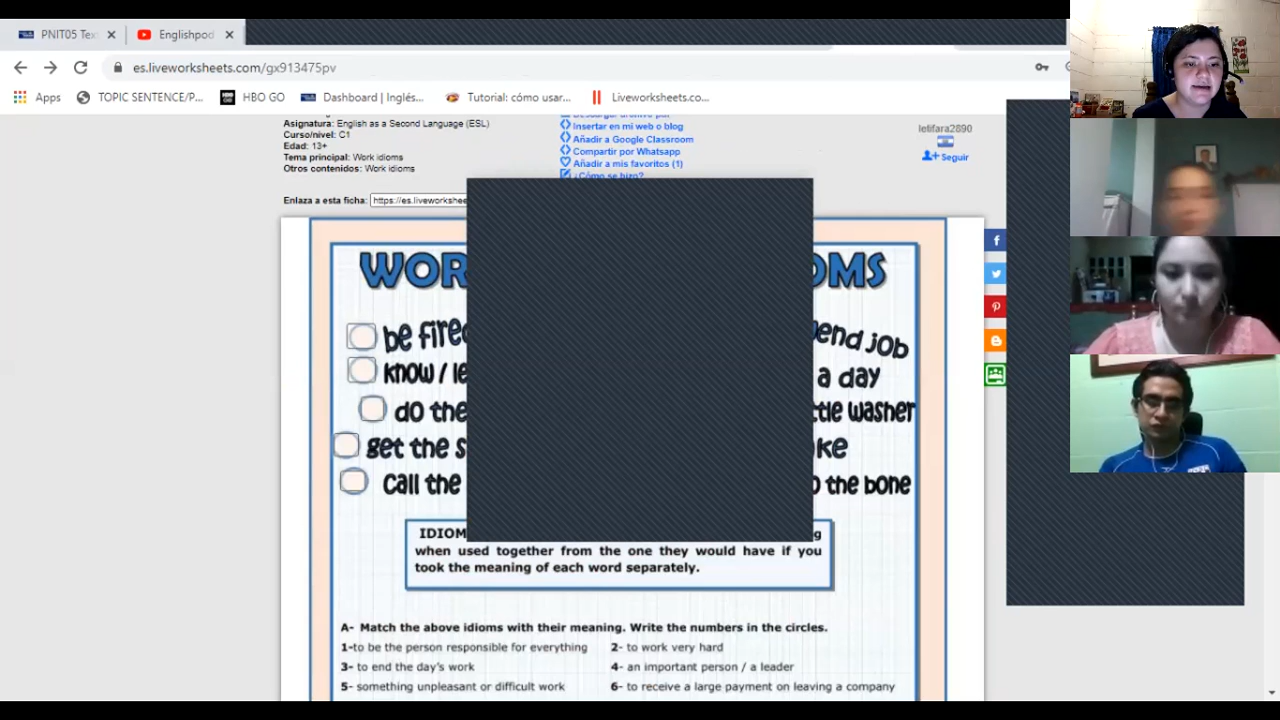 PNIT05 Tex
Englishpod
es.liveworksheets.com/gx913475pv
Apps
TOPIC SENTENCE/P...
HBO GO
Dashboard | Inglés...
Tutorial: cómo usar...
Liveworksheets.co...
Asignatura: English as a Second Language (ESL)
Curso/nivel: C1
Edad: 13+
Tema principal: Work idioms
Otros contenidos: Work idioms
Insertar en mi web o blog
Añadir a Google Classroom
Compartir por Whatsapp
Añadir a mis favoritos (1)
¿Cómo se hizo?
lelifara2890
Seguir
Enlaza a esta ficha: https://es.liveworkshee
WOR
OMS
be fired
end job
know / le
a day
do the
ttle washer
get the s
ke
call the
o the bone
IDIOM
g
when used together from the one they would have if you
took the meaning of each word separately.
A- Match the above idioms with their meaning. Write the numbers in the circles.
1-to be the person responsible for everything
2- to work very hard
3- to end the day's work
4- an important person / a leader
5- something unpleasant or difficult work
6- to receive a large payment on leaving a company